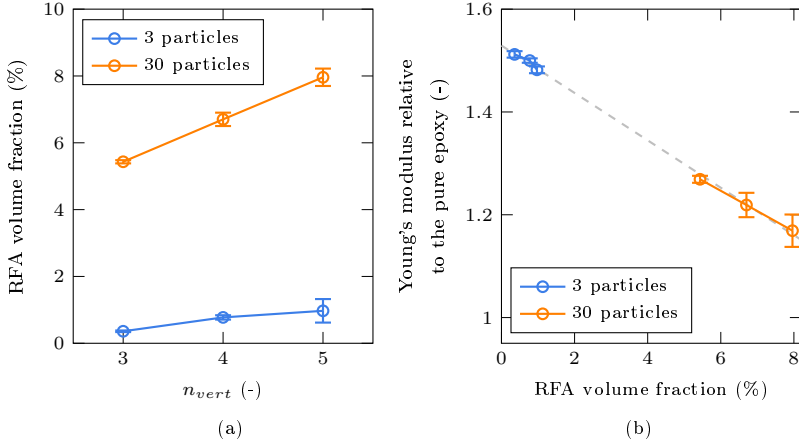 10
8
6
4
2
0
RFA volume fraction (%)
3 particles
30 particles
3 4 5
n_vert (-)
(a)
1.6
1.4
1.2
1
Young's modulus relative
to the pure epoxy (-)
3 particles
30 particles
0 2 4 6 8
RFA volume fraction (%)
(b)